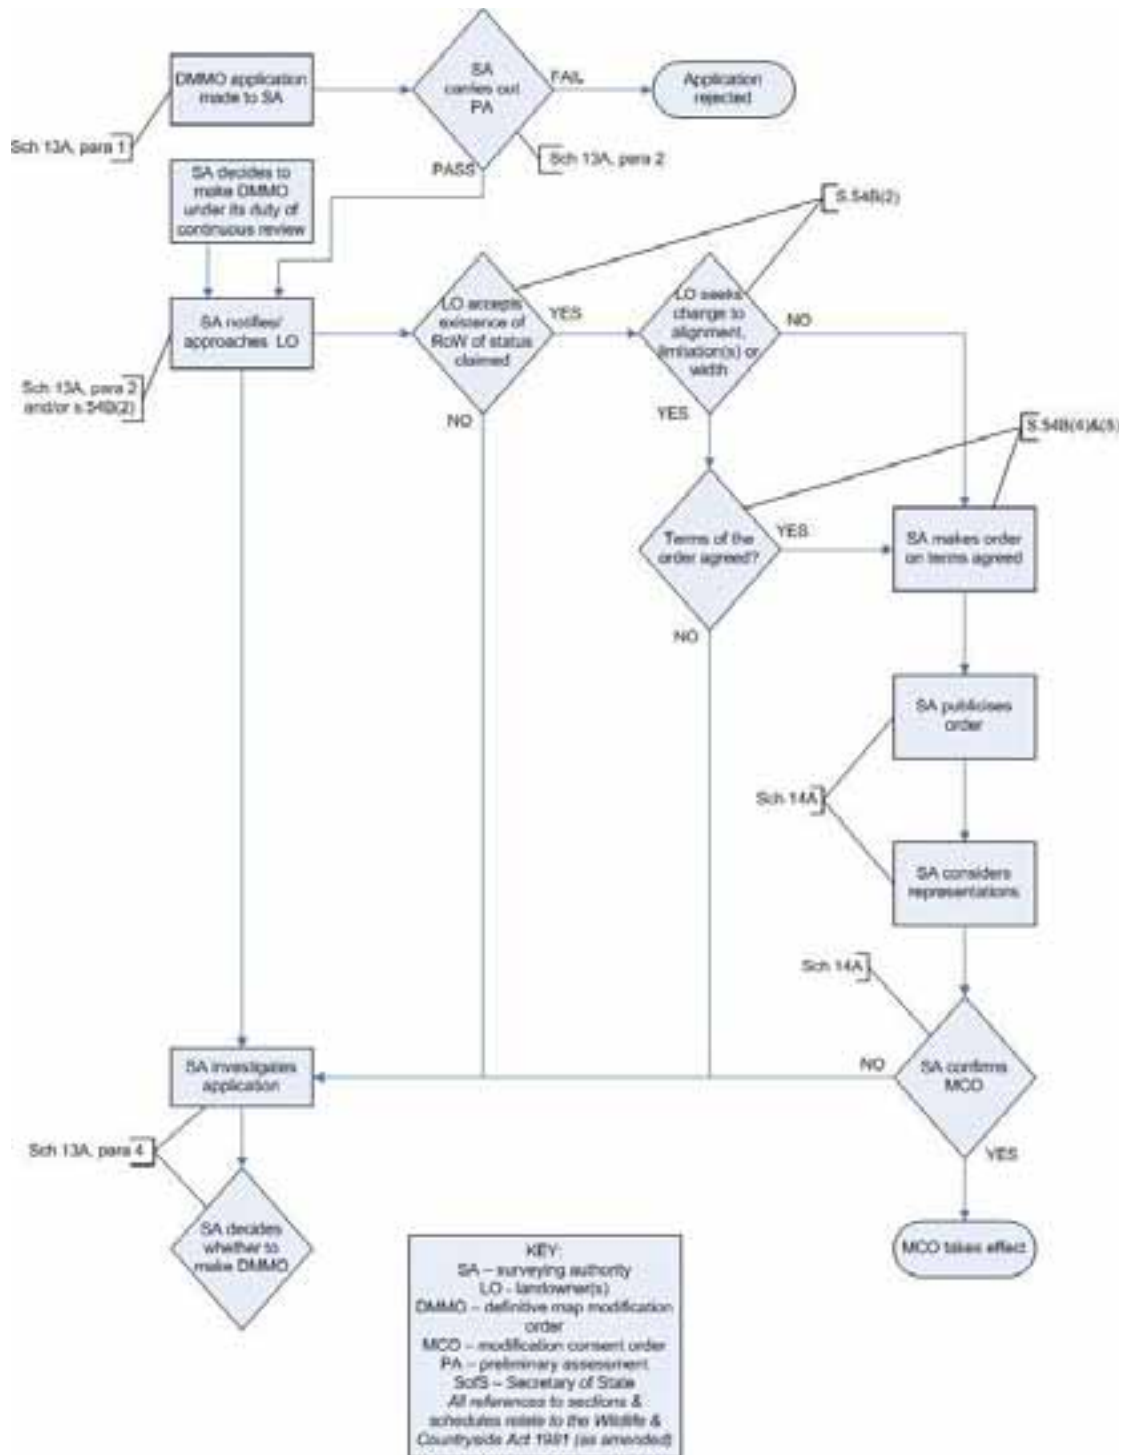 DMMO application
made to SA
SA
carries out
PA
FAIL
Application
rejected
Sch 13A, para 1
PASS
Sch 13A, para 2
SA decides to
make DMMO
under its duty of
continuous review
S.54B(2)
SA notifies/
approaches LO
LO accepts
existence of
RoW of status
claimed
YES
LO seeks
change to
alignment,
limitation(s) or
width
NO
Sch 13A, para 2
and/or s.54B(2)
NO
YES
S.54B(4)&(5)
Terms of the
order agreed?
YES
SA makes order
on terms agreed
NO
SA publicises
order
Sch 14A
SA considers
representations
Sch 14A
SA investigates
application
NO
SA confirms
MCO
Sch 13A, para 4
YES
SA decides
whether to
make DMMO
MCO takes effect
KEY:
SA – surveying authority
LO - landowner(s)
DMMO – definitive map modification
order
MCO – modification consent order
PA – preliminary assessment
SofS – Secretary of State
All references to sections &
schedules relate to the Wildlife &
Countryside Act 1981 (as amended)